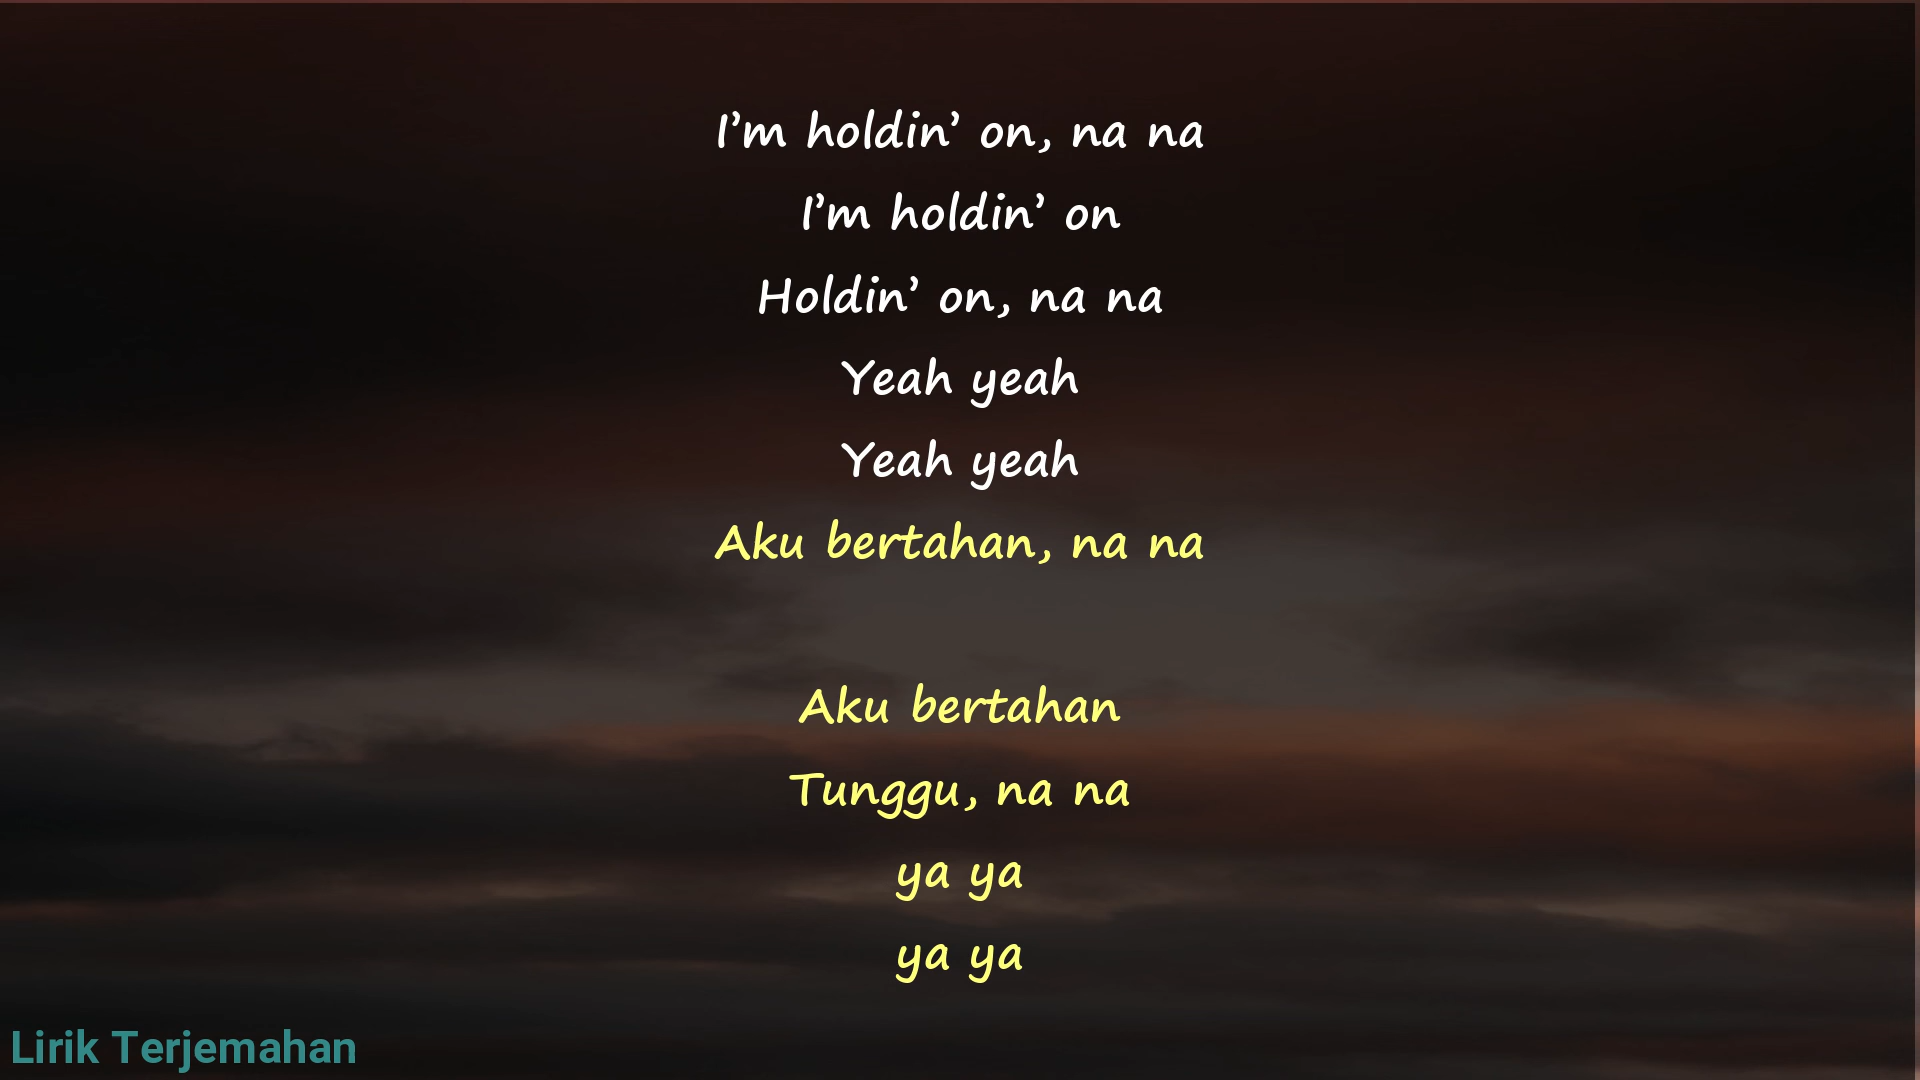 I’m holdin’ on, na na
I’m holdin’ on
Holdin’ on, na na
Yeah yeah
Yeah yeah
Aku bertahan, na na
Aku bertahan
Tunggu, na na
ya ya
ya ya
Lirik Terjemahan